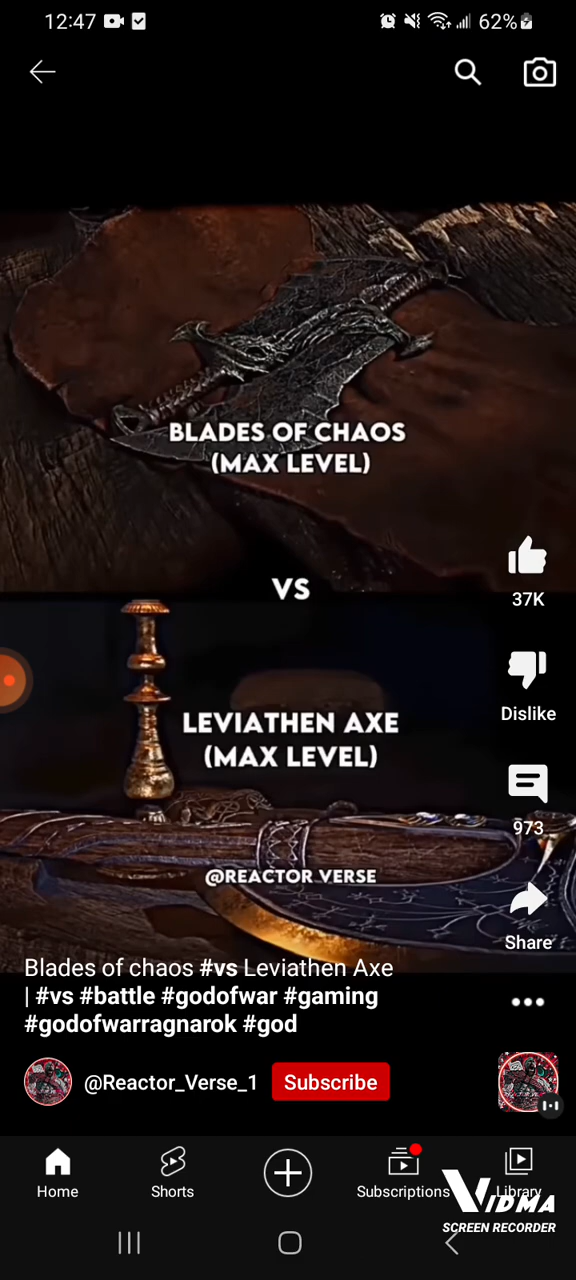 12:47
62%
BLADES OF CHAOS
(MAX LEVEL)
VS
37K
Dislike
LEVIATHEN AXE
(MAX LEVEL)
973
@REACTOR VERSE
Share
Blades of chaos #vs Leviathen Axe
| #vs #battle #godofwar #gaming
#godofwarragnarok #god
@Reactor_Verse_1
Subscribe
Home
Shorts
Subscriptions
Library
VIDMA
SCREEN RECORDER